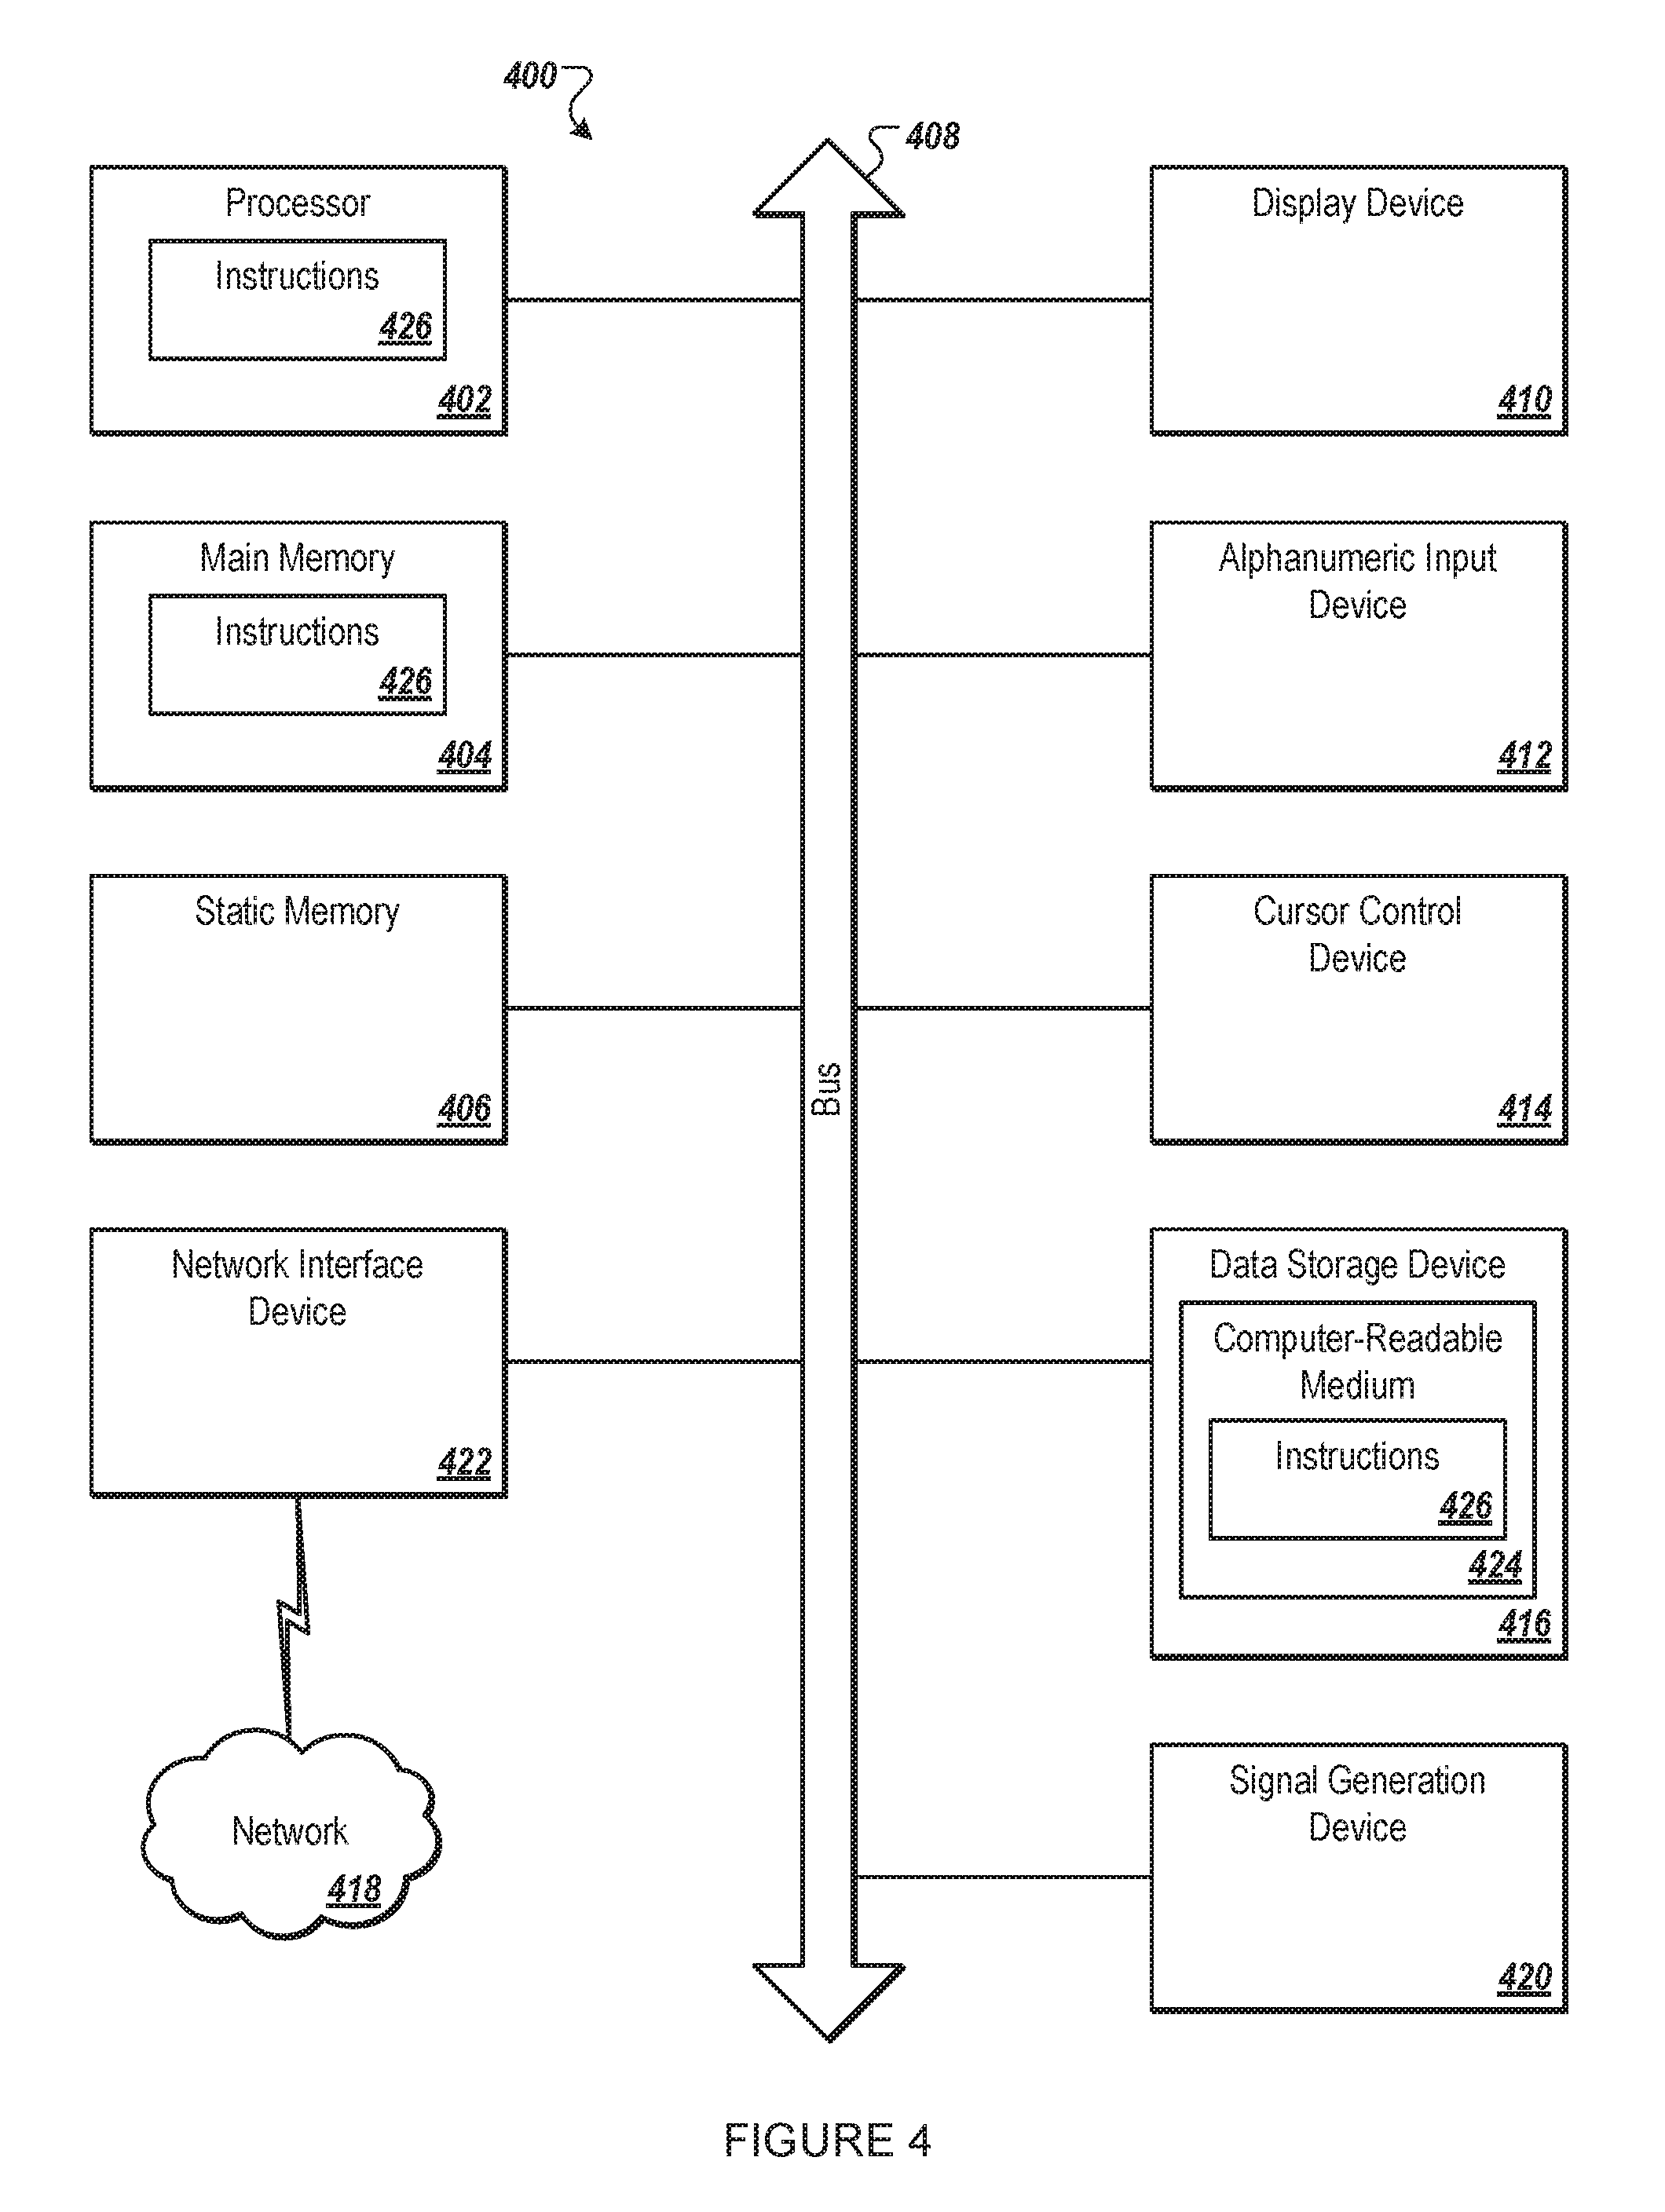 400
408
Processor
Instructions
426
402
Main Memory
Instructions
426
404
Static Memory
406
Network Interface
Device
422
Network
418
Bus
Display Device
410
Alphanumeric Input
Device
412
Cursor Control
Device
414
Data Storage Device
Computer-Readable
Medium
Instructions
426
424
416
Signal Generation
Device
420
FIGURE 4